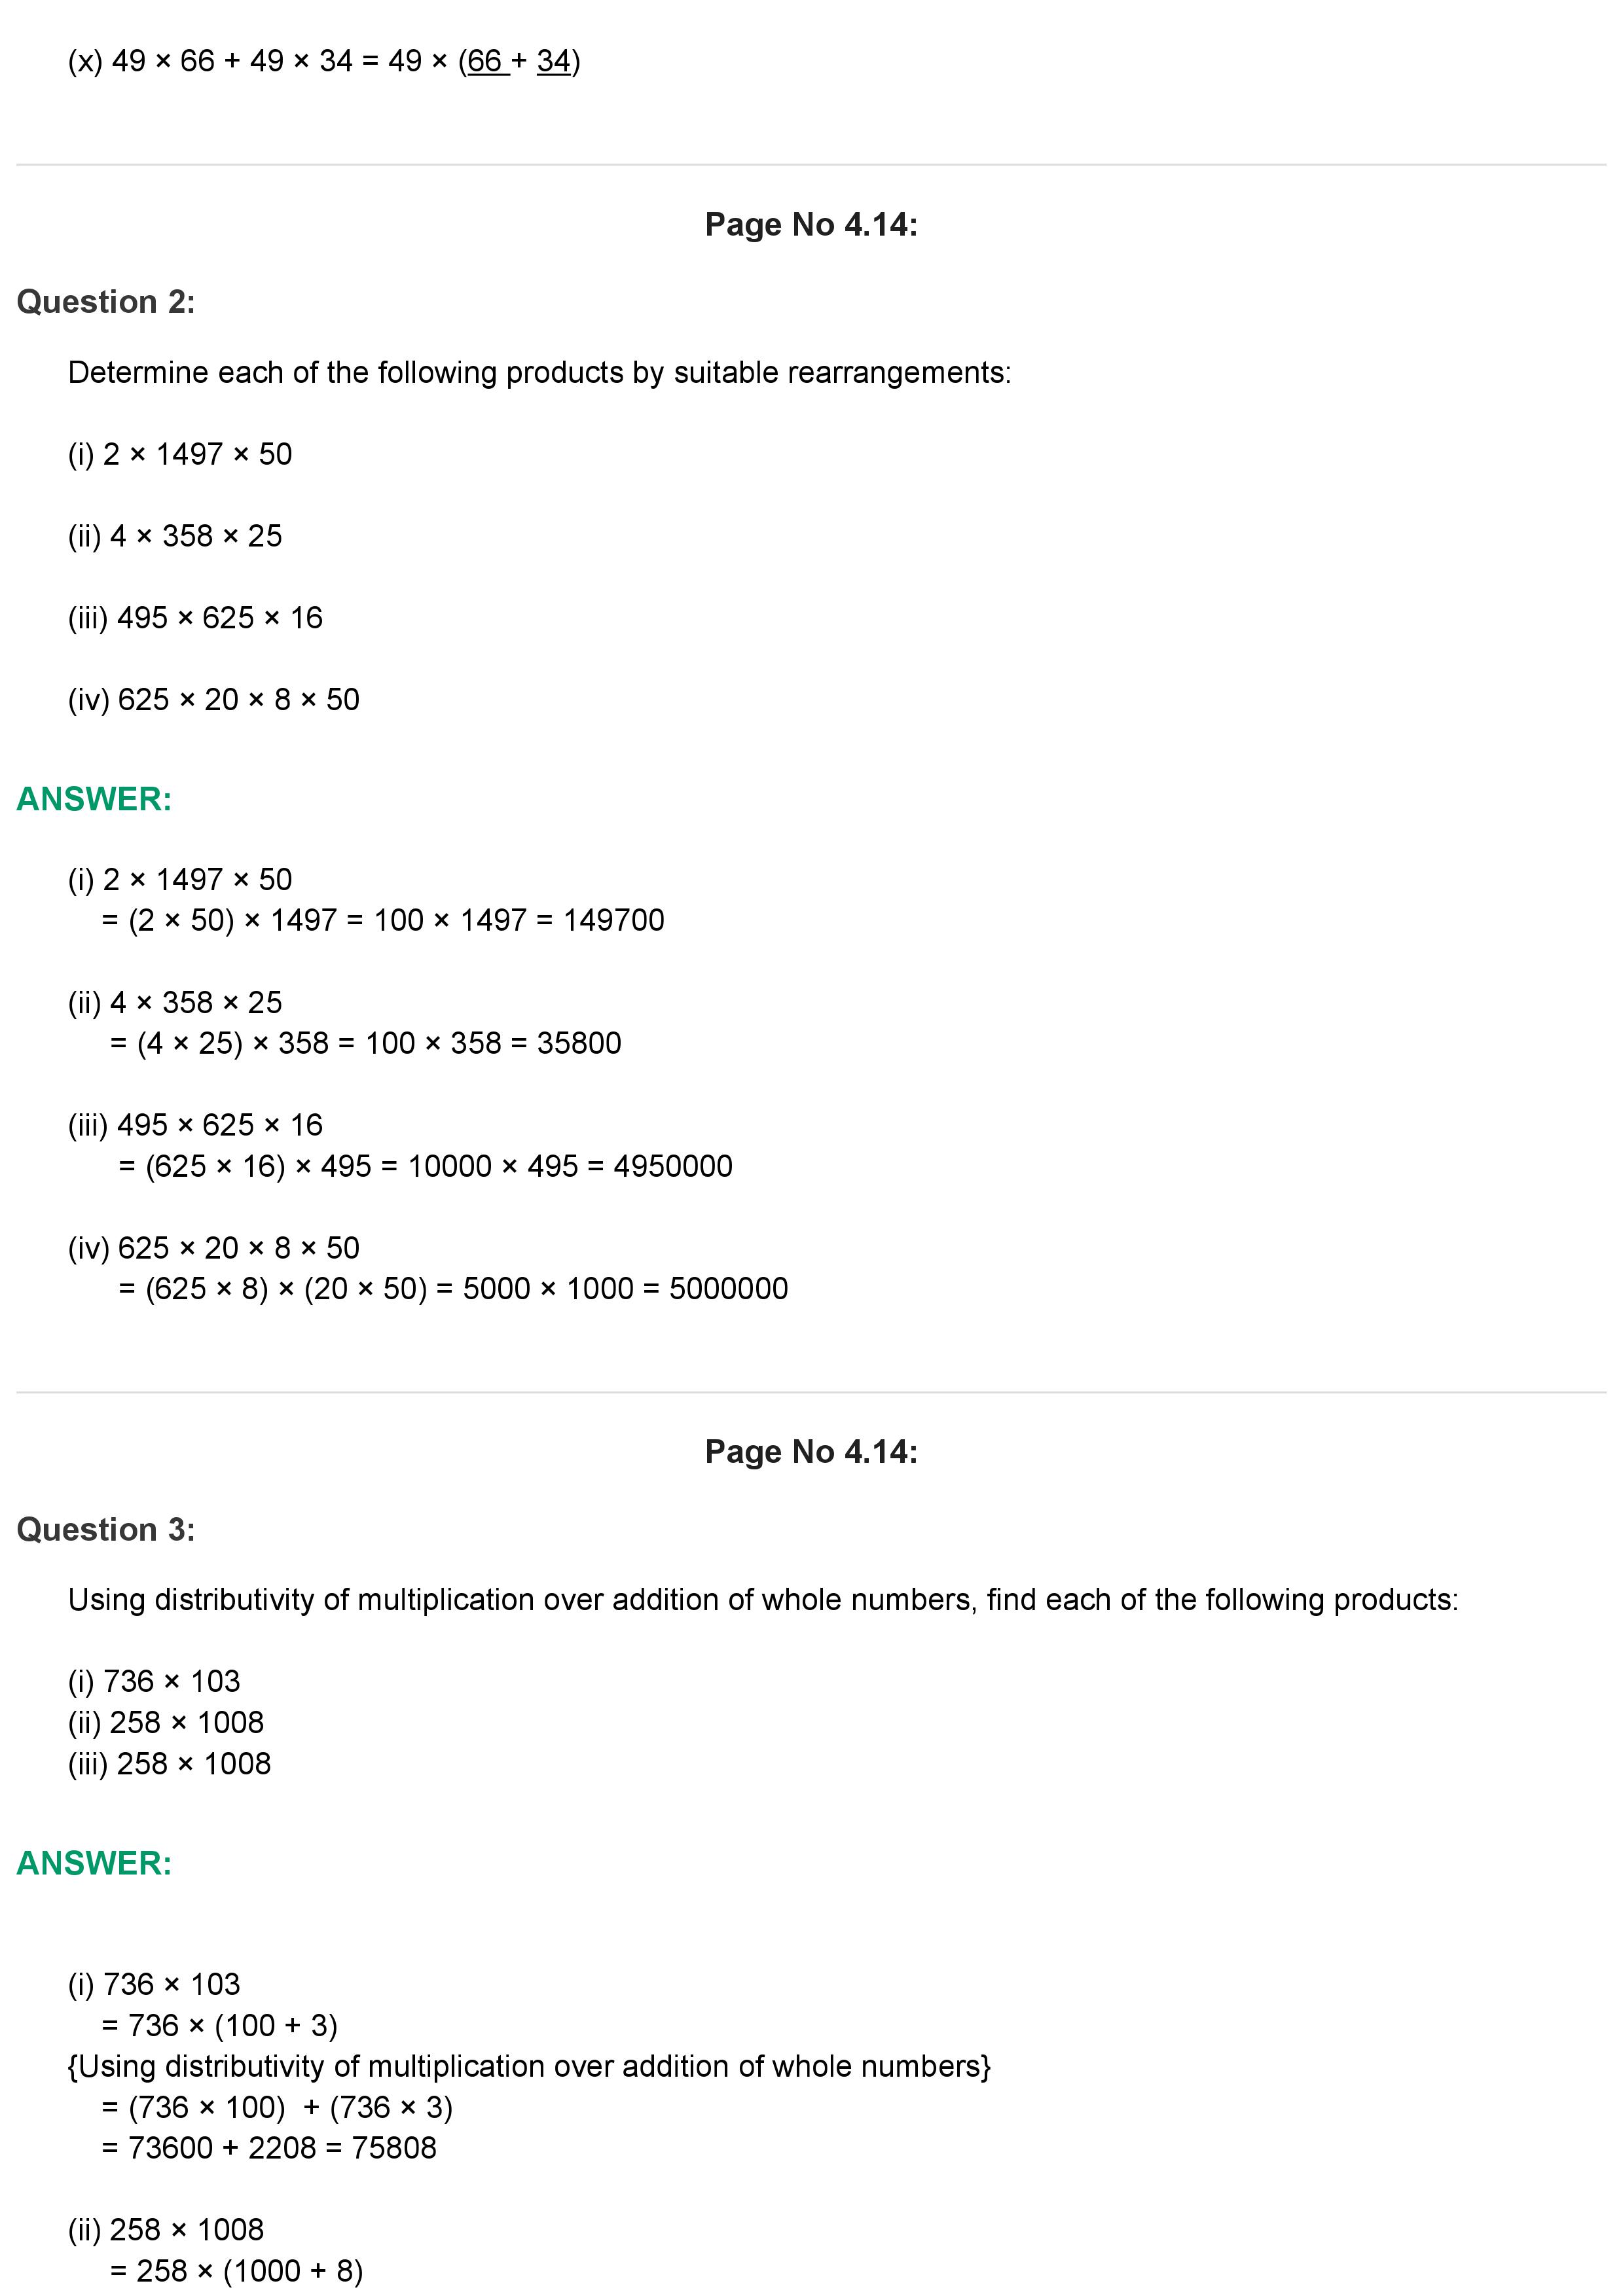 (x) 49 × 66 + 49 × 34 = 49 × (66 + 34)
Page No 4.14:
Question 2:
Determine each of the following products by suitable rearrangements:
(i) 2 × 1497 × 50
(ii) 4 × 358 × 25
(iii) 495 × 625 × 16
(iv) 625 × 20 × 8 × 50
ANSWER:
(i) 2 × 1497 × 50
= (2 × 50) × 1497 = 100 × 1497 = 149700
(ii) 4 × 358 × 25
= (4 × 25) × 358 = 100 × 358 = 35800
(iii) 495 × 625 × 16
= (625 × 16) × 495 = 10000 × 495 = 4950000
(iv) 625 × 20 × 8 × 50
= (625 × 8) × (20 × 50) = 5000 × 1000 = 5000000
Page No 4.14:
Question 3:
Using distributivity of multiplication over addition of whole numbers, find each of the following products:
(i) 736 × 103
(ii) 258 × 1008
(iii) 258 × 1008
ANSWER:
(i) 736 × 103
= 736 × (100 + 3)
{Using distributivity of multiplication over addition of whole numbers}
= (736 × 100) + (736 × 3)
= 73600 + 2208 = 75808
(ii) 258 × 1008
= 258 × (1000 + 8)